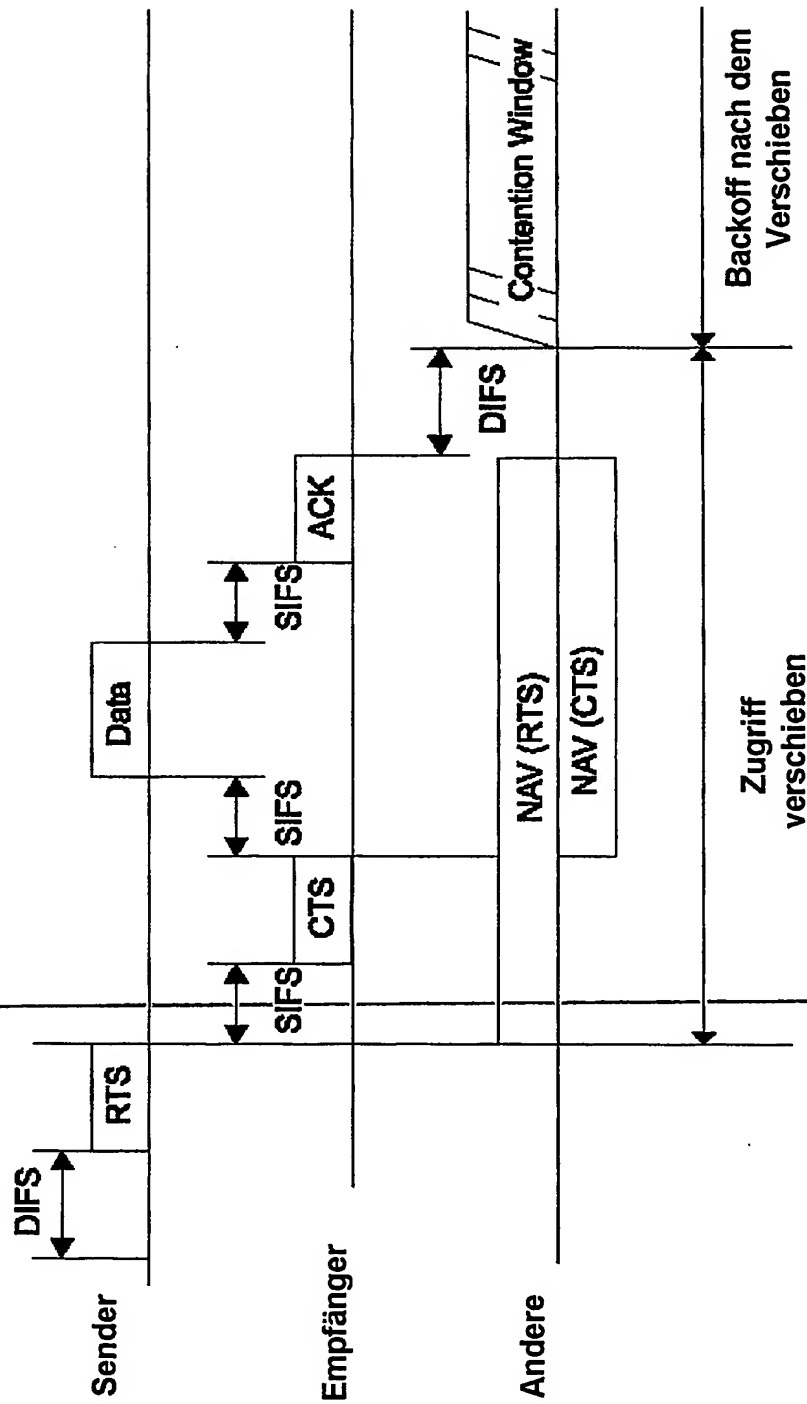 Sender
DIFS
RTS
Data
Empfänger
SIFS
CTS
SIFS
SIFS
ACK
Andere
NAV (RTS)
NAV (CTS)
DIFS
Contention Window
Zugriff
verschieben
Backoff nach dem
Verschieben